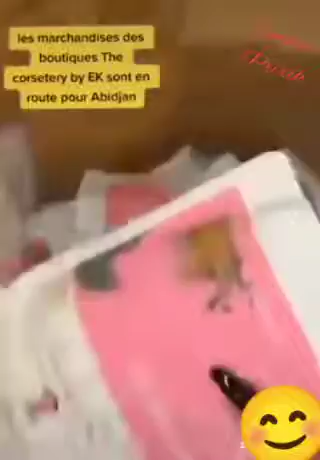 les marchandises des
boutiques The
corsetery by EK sont en
route pour Abidjan